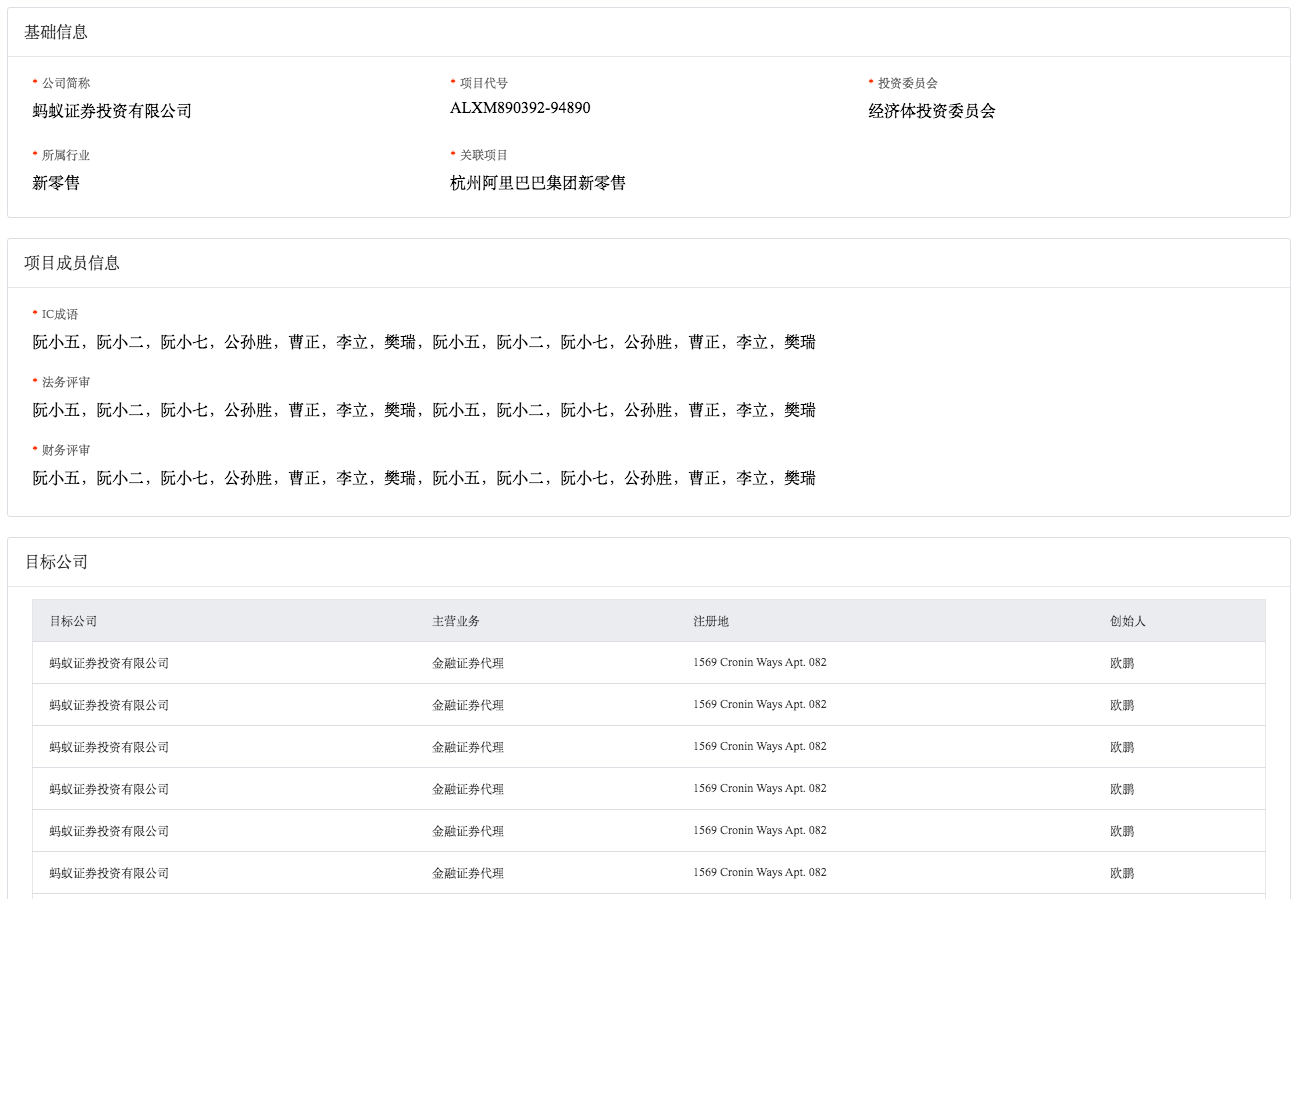 基础信息
* 公司简称 * 项目代号 * 投资委员会
蚂蚁证券投资有限公司 ALXM890392-94890 经济体投资委员会
* 所属行业 * 关联项目
新零售 杭州阿里巴巴集团新零售
项目成员信息
* IC成语
阮小五，阮小二，阮小七，公孙胜，曹正，李立，樊瑞，阮小五，阮小二，阮小七，公孙胜，曹正，李立，樊瑞
* 法务评审
阮小五，阮小二，阮小七，公孙胜，曹正，李立，樊瑞，阮小五，阮小二，阮小七，公孙胜，曹正，李立，樊瑞
* 财务评审
阮小五，阮小二，阮小七，公孙胜，曹正，李立，樊瑞，阮小五，阮小二，阮小七，公孙胜，曹正，李立，樊瑞
目标公司
目标公司 主营业务 注册地 创始人
蚂蚁证券投资有限公司 金融证券代理 1569 Cronin Ways Apt. 082 欧鹏
蚂蚁证券投资有限公司 金融证券代理 1569 Cronin Ways Apt. 082 欧鹏
蚂蚁证券投资有限公司 金融证券代理 1569 Cronin Ways Apt. 082 欧鹏
蚂蚁证券投资有限公司 金融证券代理 1569 Cronin Ways Apt. 082 欧鹏
蚂蚁证券投资有限公司 金融证券代理 1569 Cronin Ways Apt. 082 欧鹏
蚂蚁证券投资有限公司 金融证券代理 1569 Cronin Ways Apt. 082 欧鹏